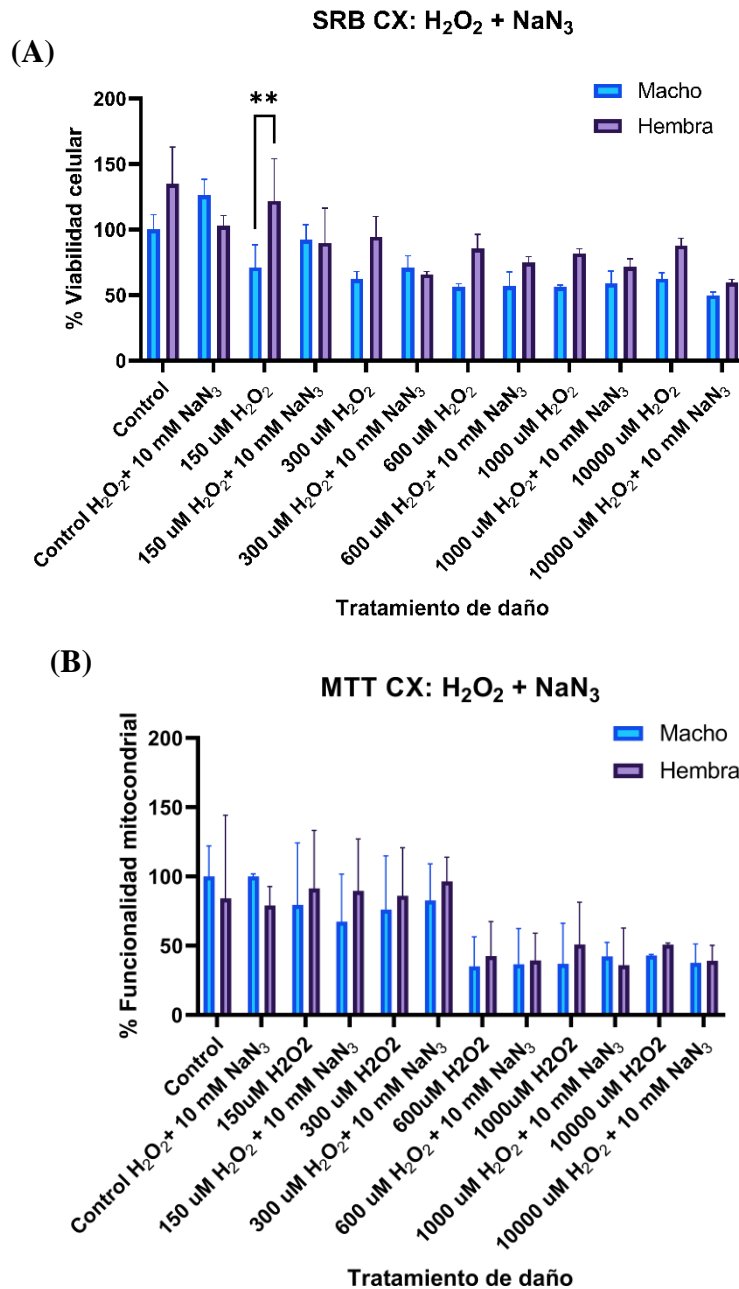 SRB CX: H₂O₂ + NaN₃
(A)
Macho
Hembra
**
200
150
100
50
0
% Viabilidad celular
Control
Control H₂O₂+ 10 mM NaN₃
150 uM H₂O₂
150 uM H₂O₂+ 10 mM NaN₃
300 uM H₂O₂
300 uM H₂O₂+ 10 mM NaN₃
600 uM H₂O₂
600 uM H₂O₂+ 10 mM NaN₃
1000 uM H₂O₂
1000 uM H₂O₂+ 10 mM NaN₃
10000 uM H₂O₂
10000 uM H₂O₂+ 10 mM NaN₃
Tratamiento de daño
(B)
MTT CX: H₂O₂ + NaN₃
Macho
Hembra
200
150
100
50
0
% Funcionalidad mitocondrial
Control
Control H₂O₂+ 10 mM NaN₃
150uM H2O2
150 uM H₂O₂+ 10 mM NaN₃
300 uM H2O2
300 uM H₂O₂+ 10 mM NaN₃
600uM H2O2
600 uM H₂O₂+ 10 mM NaN₃
1000uM H2O2
1000 uM H₂O₂+ 10 mM NaN₃
10000 uM H2O2
10000 uM H₂O₂+ 10 mM NaN₃
Tratamiento de daño